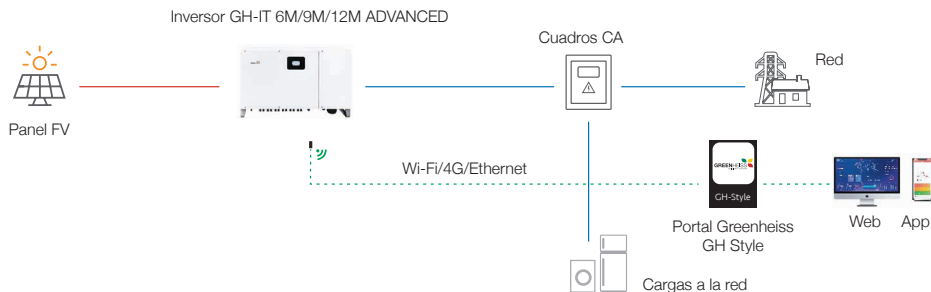 Inversor GH-IT 6M/9M/12M ADVANCED
Cuadros CA
Red
Panel FV
Wi-Fi/4G/Ethernet
GREENHEISS
GH-Style
Portal Greenheiss
GH Style
Web
App
Cargas a la red